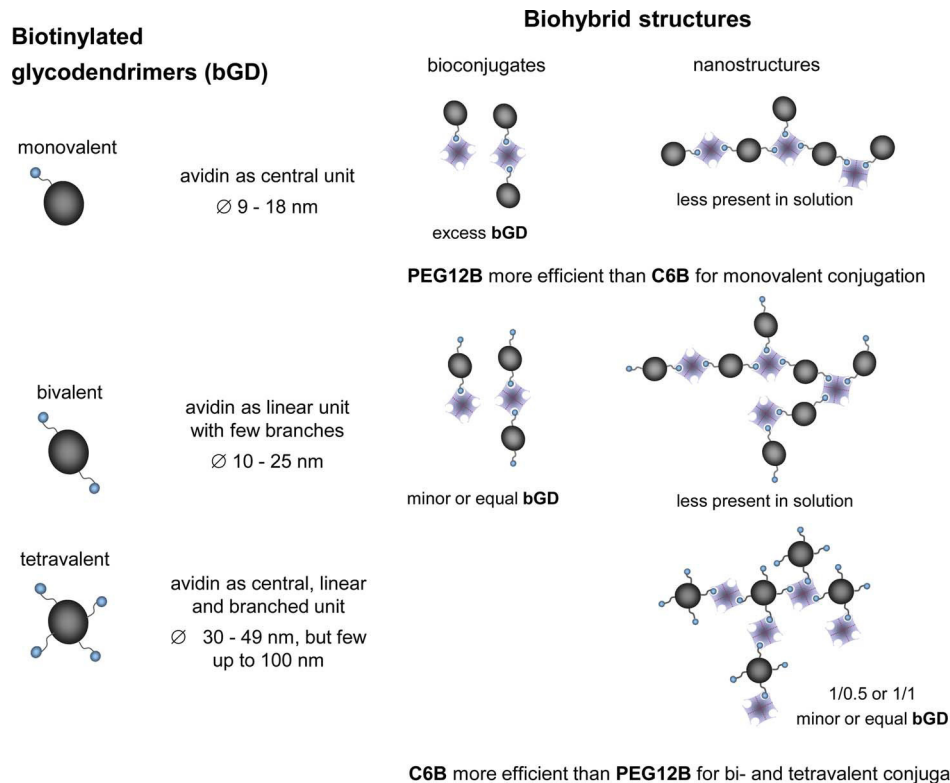 Biotinylated
glycodendrimers (bGD)
Biohybrid structures
bioconjugates
nanostructures
monovalent
avidin as central unit
∅ 9 - 18 nm
excess bGD
less present in solution
PEG12B more efficient than C6B for monovalent conjugation
bivalent
avidin as linear unit
with few branches
∅ 10 - 25 nm
minor or equal bGD
less present in solution
tetravalent
avidin as central, linear
and branched unit
∅ 30 - 49 nm, but few
up to 100 nm
1/0.5 or 1/1
minor or equal bGD
C6B more efficient than PEG12B for bi- and tetravalent conjuga